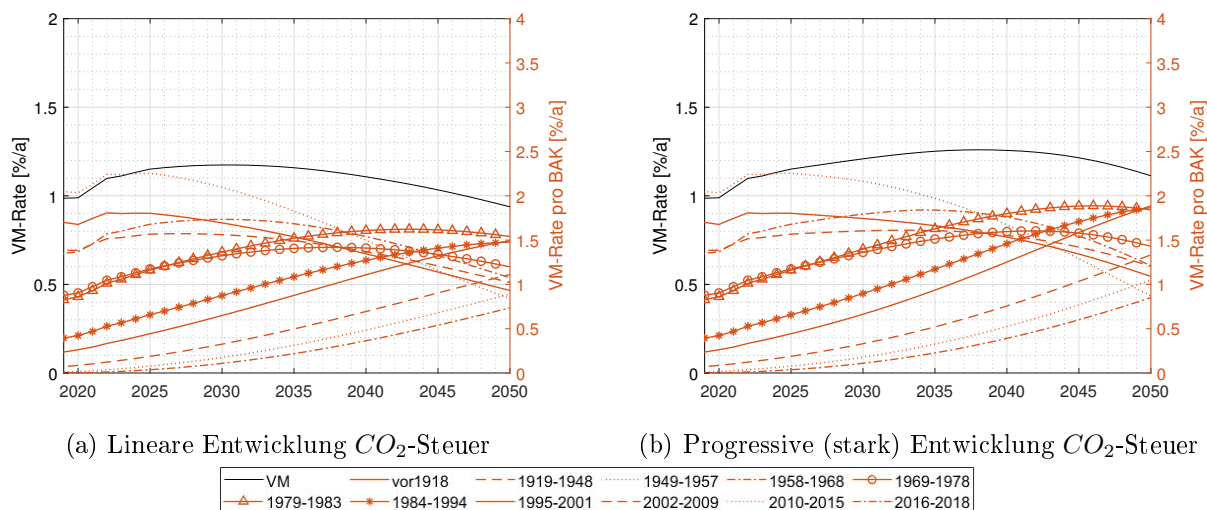 2
1.5
1
0.5
0
VM-Rate [%/a]
4
3.5
3
2.5
2
1.5
1
0.5
0
VM-Rate pro BAK [%/a]
2020 2025 2030 2035 2040 2045 2050
(a) Lineare Entwicklung CO₂-Steuer
2
1.5
1
0.5
0
VM-Rate [%/a]
4
3.5
3
2.5
2
1.5
1
0.5
0
VM-Rate pro BAK [%/a]
2020 2025 2030 2035 2040 2045 2050
(b) Progressive (stark) Entwicklung CO₂-Steuer
VM vor1918 1919-1948 1949-1957 1958-1968 1969-1978
1979-1983 1984-1994 1995-2001 2002-2009 2010-2015 2016-2018